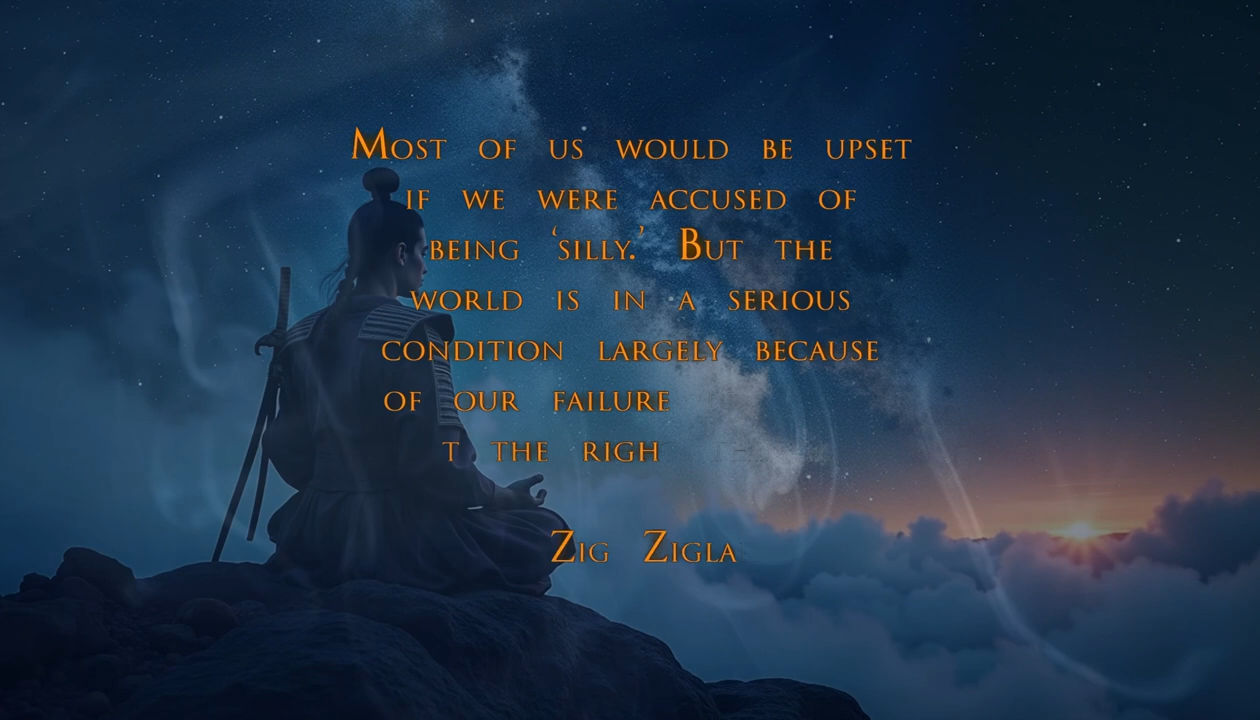 Most of us would be upset
if we were accused of
being ‘silly.’ But the
world is in a serious
condition largely because
of our failure
t the righ
Zig Zigla